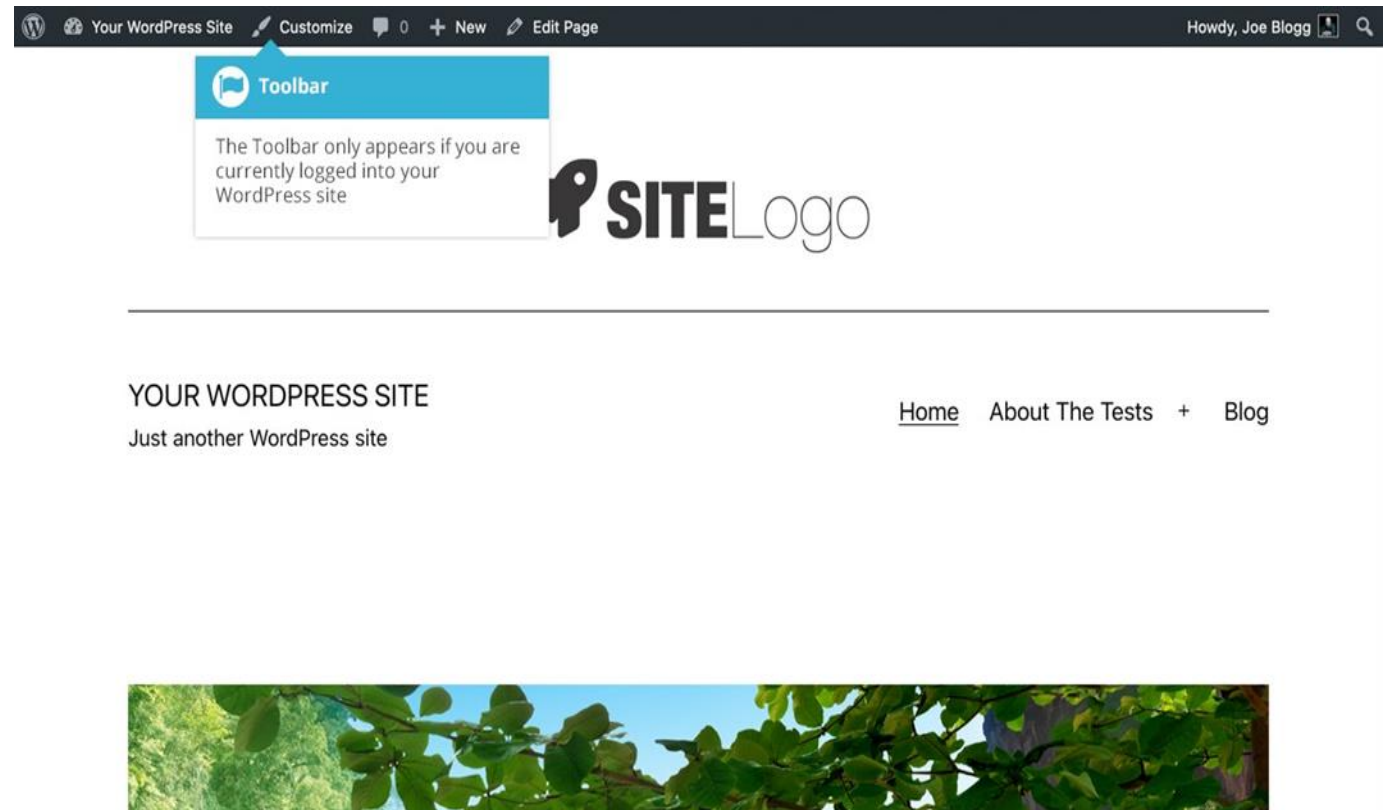 Your WordPress Site Customize 0 + New Edit Page Howdy, Joe Blogg
Toolbar
The Toolbar only appears if you are
currently logged into your
WordPress site
SITELogo
YOUR WORDPRESS SITE
Just another WordPress site
Home About The Tests + Blog